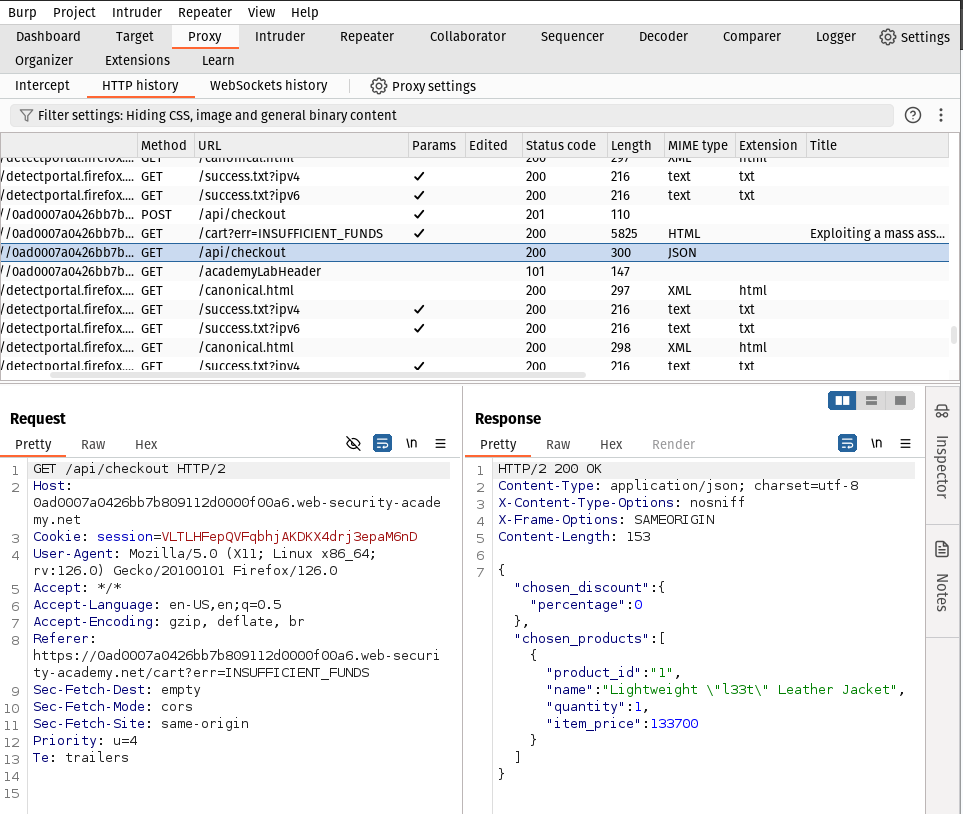 Burp Project Intruder Repeater View Help
Dashboard Target Proxy Intruder Repeater Collaborator Sequencer Decoder Comparer Logger Settings
Organizer Extensions Learn
Intercept HTTP history WebSockets history Proxy settings
Filter settings: Hiding CSS, image and general binary content
Method URL Params Edited Status code Length MIME type Extension Title
/detectportal.firefox.... GET /canonical.html 200 297 XML html
/detectportal.firefox.... GET /success.txt?ipv4 ✓ 200 216 text txt
/detectportal.firefox.... GET /success.txt?ipv6 ✓ 200 216 text txt
//0ad0007a0426bb7b... POST /api/checkout ✓ 201 110
//0ad0007a0426bb7b... GET /cart?err=INSUFFICIENT_FUNDS ✓ 200 5825 HTML Exploiting a mass ass...
//0ad0007a0426bb7b... GET /api/checkout 200 300 JSON
//0ad0007a0426bb7b... GET /academyLabHeader 101 147
/detectportal.firefox.... GET /canonical.html 200 297 XML html
/detectportal.firefox.... GET /success.txt?ipv4 ✓ 200 216 text txt
/detectportal.firefox.... GET /success.txt?ipv6 ✓ 200 216 text txt
/detectportal.firefox.... GET /canonical.html 200 298 XML html
/detectportal.firefox.... GET /success.txt?ipv4 ✓ 200 216 text txt
Request
Pretty Raw Hex \n
1 GET /api/checkout HTTP/2
2 Host:
0ad0007a0426bb7b809112d0000f00a6.web-security-acade
my.net
3 Cookie: session=VLTLHFepQVFqbhjAKDKX4drj3epaM6nD
4 User-Agent: Mozilla/5.0 (X11; Linux x86_64;
rv:126.0) Gecko/20100101 Firefox/126.0
5 Accept: */*
6 Accept-Language: en-US,en;q=0.5
7 Accept-Encoding: gzip, deflate, br
8 Referer:
https://0ad0007a0426bb7b809112d0000f00a6.web-securi
ty-academy.net/cart?err=INSUFFICIENT_FUNDS
9 Sec-Fetch-Dest: empty
10 Sec-Fetch-Mode: cors
11 Sec-Fetch-Site: same-origin
12 Priority: u=4
13 Te: trailers
14
15
Response
Pretty Raw Hex Render \n
1 HTTP/2 200 OK
2 Content-Type: application/json; charset=utf-8
3 X-Content-Type-Options: nosniff
4 X-Frame-Options: SAMEORIGIN
5 Content-Length: 153
6
7 {
"chosen_discount":{
"percentage":0
},
"chosen_products":[
{
"product_id":"1",
"name":"Lightweight \"l33t\" Leather Jacket",
"quantity":1,
"item_price":133700
}
]
}
Inspector
Notes